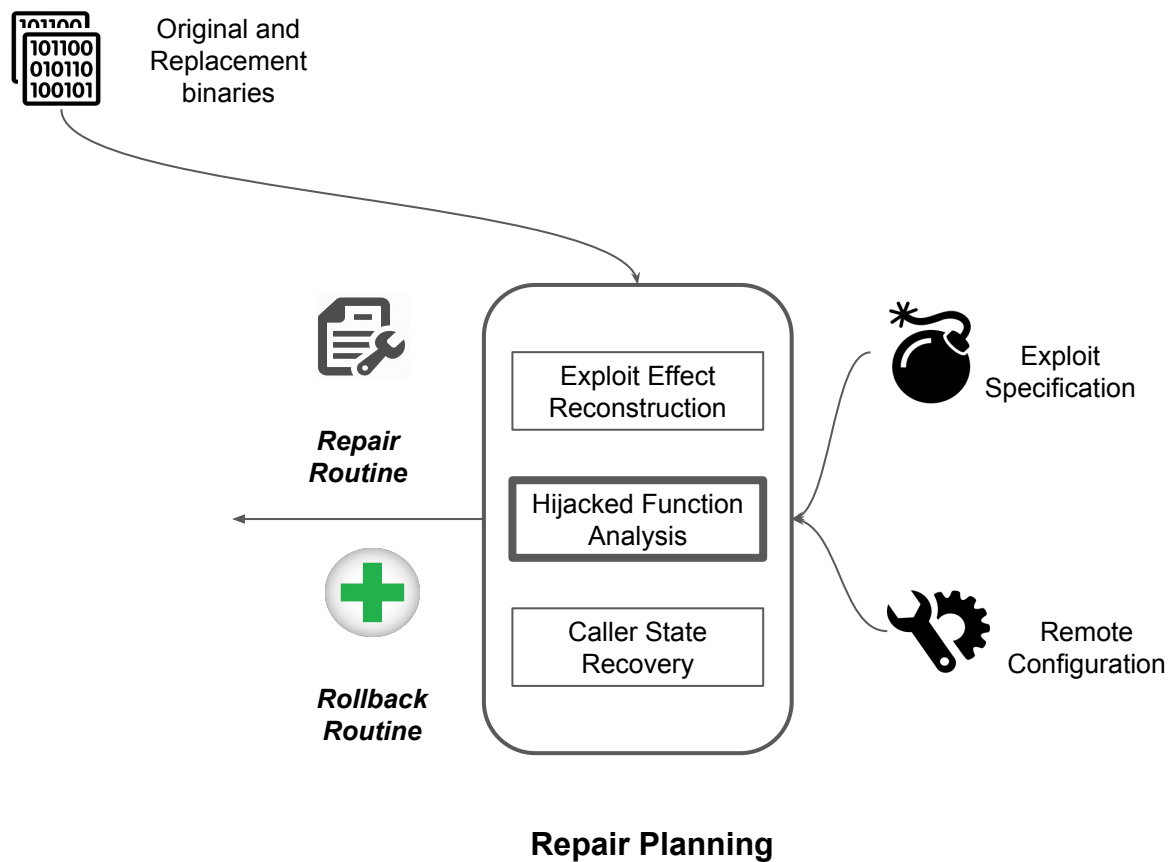 101100
101100
010110
100101
Original and
Replacement
binaries
Exploit Effect
Reconstruction
Exploit
Specification
Repair
Routine
Hijacked Function
Analysis
Caller State
Recovery
Remote
Configuration
Rollback
Routine
Repair Planning